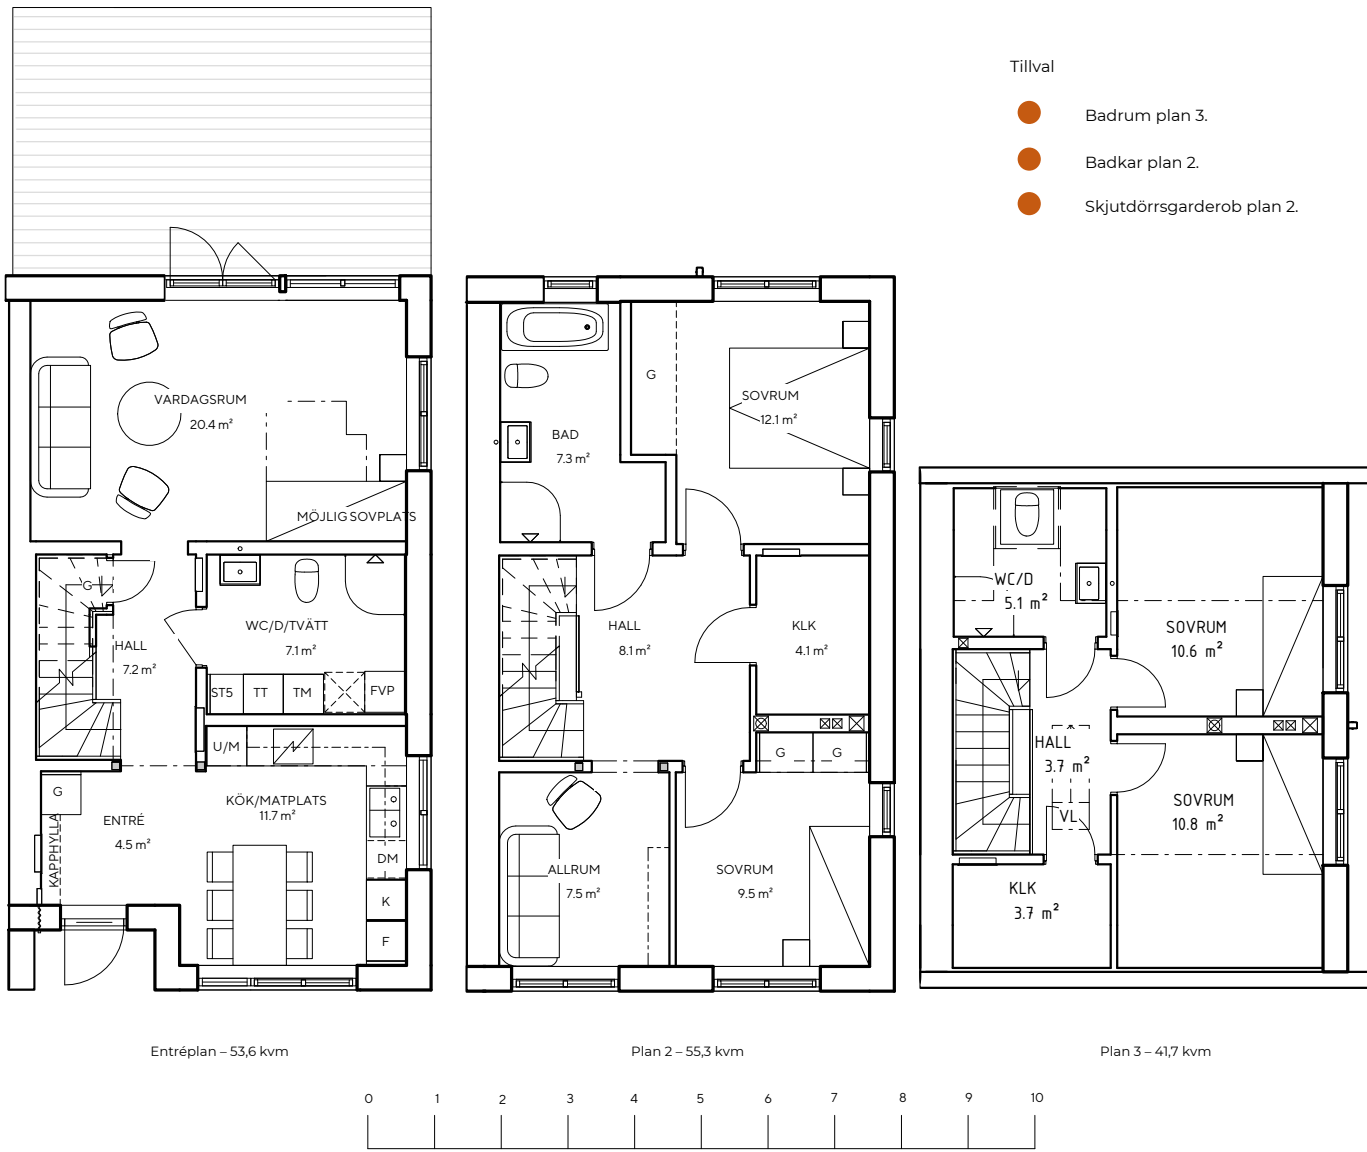 Tillval
Badrum plan 3.
Badkar plan 2.
Skjutdörrsgarderob plan 2.
VARDAGSRUM
20.4 m²
MÖJLIG SOVPLATS
G
HALL
7.2 m²
WC/D/TVÄTT
7.1 m²
ST5 TT TM FVP
U/M
KÖK/MATPLATS
11.7 m²
G
ENTRÉ
4.5 m²
KAPPHYLLA
DM
K
F
G
SOVRUM
12.1 m²
BAD
7.3 m²
HALL
8.1 m²
KLK
4.1 m²
G G
ALLRUM
7.5 m²
SOVRUM
9.5 m²
WC/D
5.1 m²
SOVRUM
10.6 m²
HALL
3.7 m²
VL
SOVRUM
10.8 m²
KLK
3.7 m²
Entréplan – 53,6 kvm
Plan 2 – 55,3 kvm
Plan 3 – 41,7 kvm
0 1 2 3 4 5 6 7 8 9 10